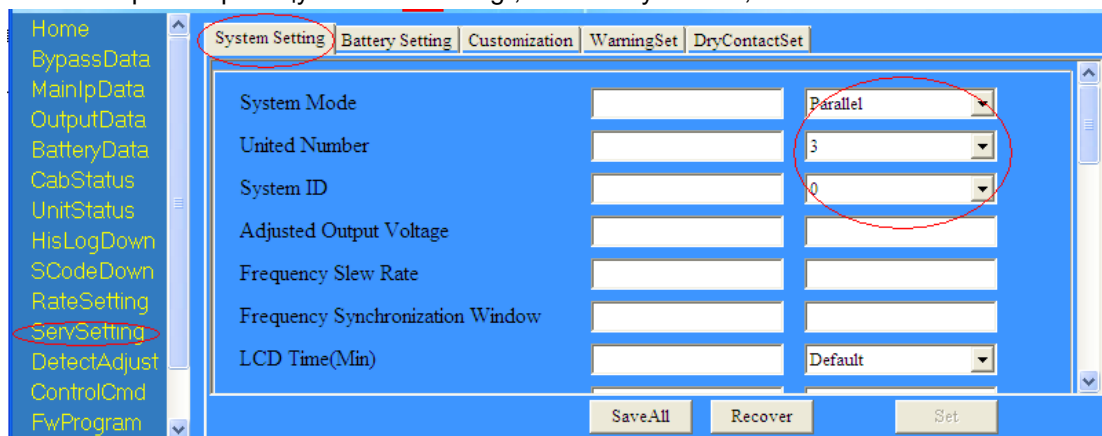 Home
BypassData
MainIpData
OutputData
BatteryData
CabStatus
UnitStatus
HisLogDown
SCodeDown
RateSetting
ServSetting
DetectAdjust
ControlCmd
FwProgram
System Setting Battery Setting Customization WarningSet DryContactSet
System Mode Parallel
United Number 3
System ID 0
Adjusted Output Voltage
Frequency Slew Rate
Frequency Synchronization Window
LCD Time(Min) Default
SaveAll Recover Set